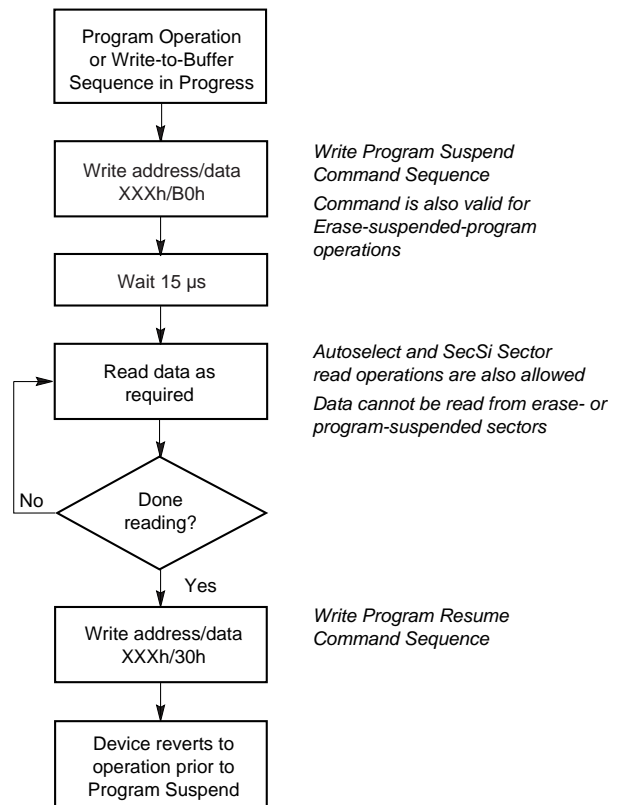 Program Operation
or Write-to-Buffer
Sequence in Progress
Write address/data
XXXh/B0h
Write Program Suspend
Command Sequence
Command is also valid for
Erase-suspended-program
operations
Wait 15 μs
Read data as
required
Autoselect and SecSi Sector
read operations are also allowed
Data cannot be read from erase- or
program-suspended sectors
No
Done
reading?
Yes
Write address/data
XXXh/30h
Write Program Resume
Command Sequence
Device reverts to
operation prior to
Program Suspend